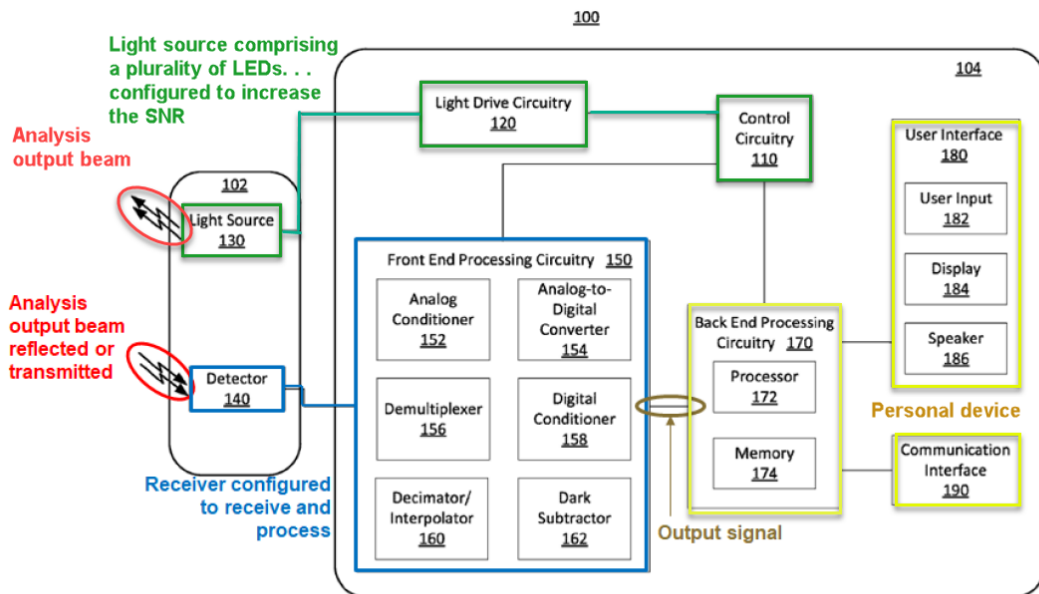 100
Light source comprising
a plurality of LEDs. . .
configured to increase
the SNR
104
Light Drive Circuitry
120
Control
Circuitry
110
Analysis
output beam
102
Light Source
130
User Interface
180
User Input
182
Display
184
Speaker
186
Front End Processing Circuitry 150
Analog
Conditioner
152
Analog-to-
Digital
Converter
154
Demultiplexer
156
Digital
Conditioner
158
Decimator/
Interpolator
160
Dark
Subtractor
162
Analysis
output beam
reflected or
transmitted
Detector
140
Back End Processing
Circuitry 170
Processor
172
Memory
174
Personal device
Communication
Interface
190
Receiver configured
to receive and
process
Output signal